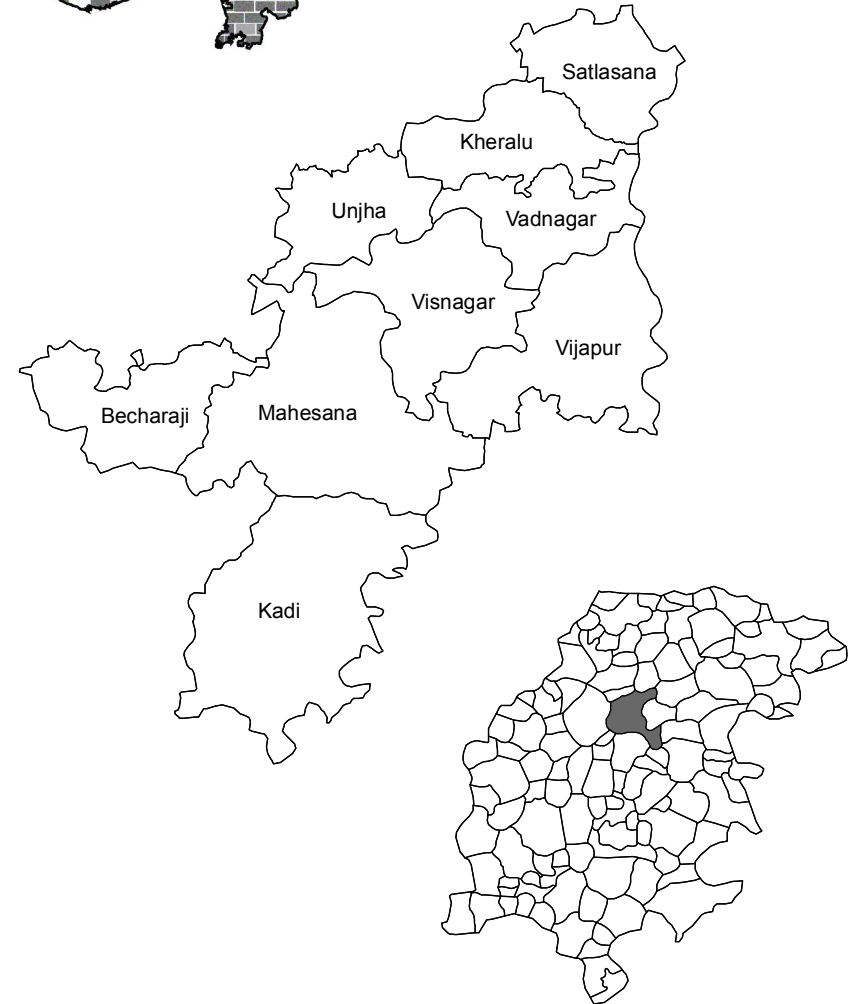 Satlasana
Kheralu
Unjha
Vadnagar
Visnagar
Vijapur
Becharaji
Mahesana
Kadi